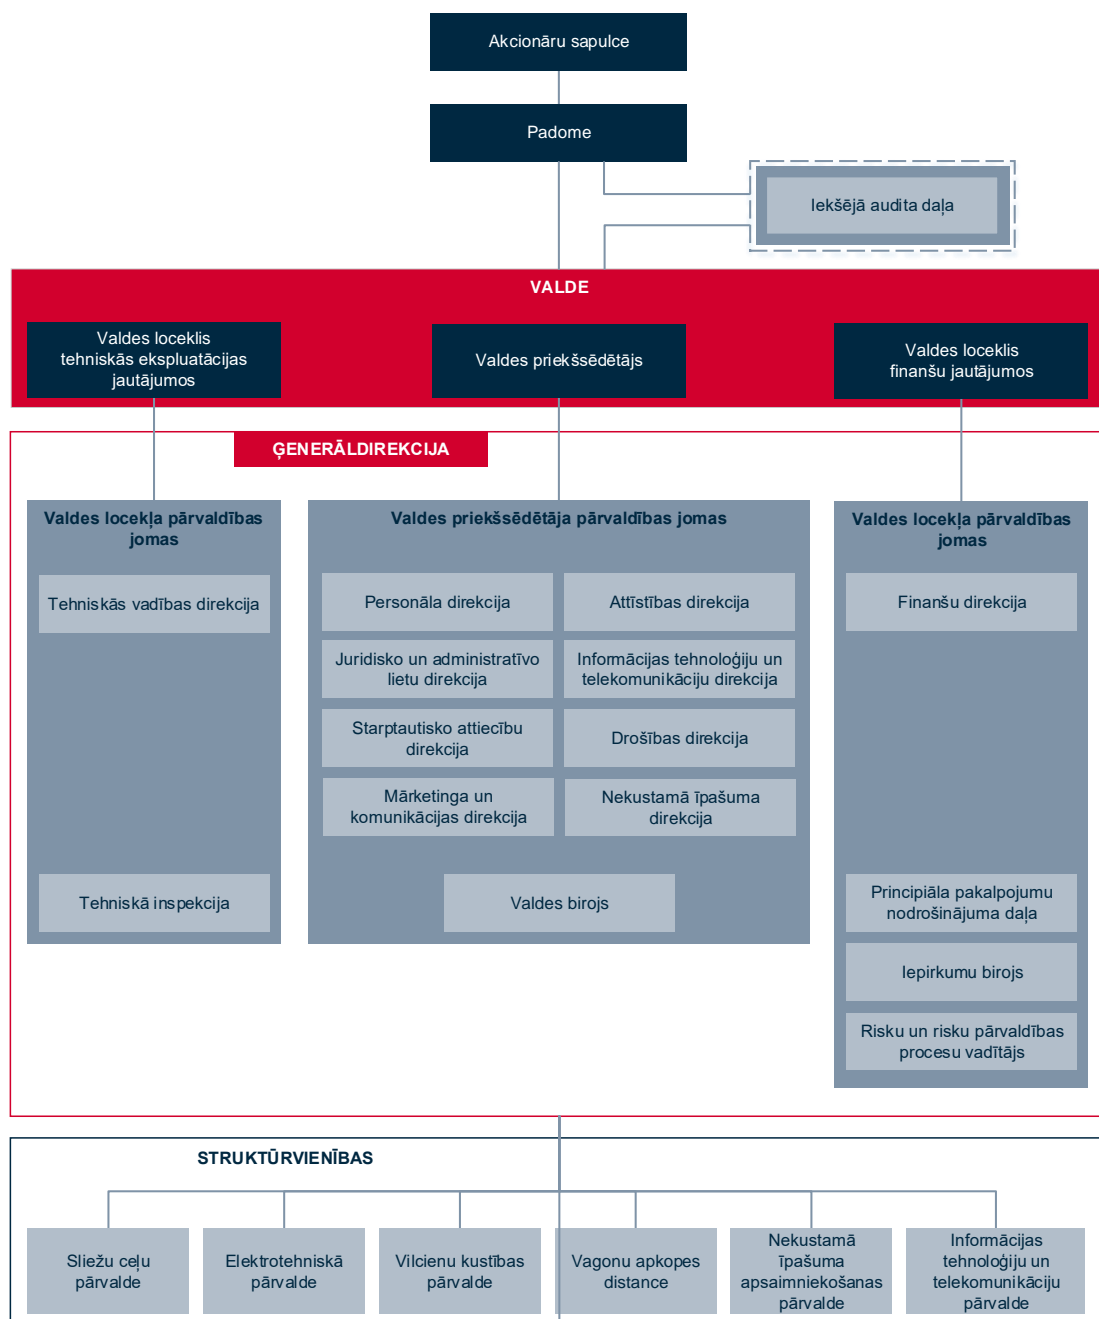 Akcionāru sapulce
Padome
Iekšējā audita daļa
VALDE
Valdes loceklis
tehniskās ekspluatācijas
jautājumos
Valdes priekšsēdētājs
Valdes loceklis
finanšu jautājumos
ĢENERĀLDIREKCIJA
Valdes locekļa pārvaldības
jomas
Tehniskās vadības direkcija
Tehniskā inspekcija
Valdes priekšsēdētāja pārvaldības jomas
Personāla direkcija
Attīstības direkcija
Juridisko un administratīvo
lietu direkcija
Informācijas tehnoloģiju un
telekomunikāciju direkcija
Starptautisko attiecību
direkcija
Drošības direkcija
Mārketinga un
komunikācijas direkcija
Nekustamā īpašuma
direkcija
Valdes birojs
Valdes locekļa pārvaldības
jomas
Finanšu direkcija
Principiāla pakalpojumu
nodrošinājuma daļa
Iepirkumu birojs
Risku un risku pārvaldības
procesu vadītājs
STRUKTŪRVIENĪBAS
Sliežu ceļu
pārvalde
Elektrotehniskā
pārvalde
Vilcienu kustības
pārvalde
Vagonu apkopes
distance
Nekustamā
īpašuma
apsaimniekošanas
pārvalde
Informācijas
tehnoloģiju un
telekomunikāciju
pārvalde